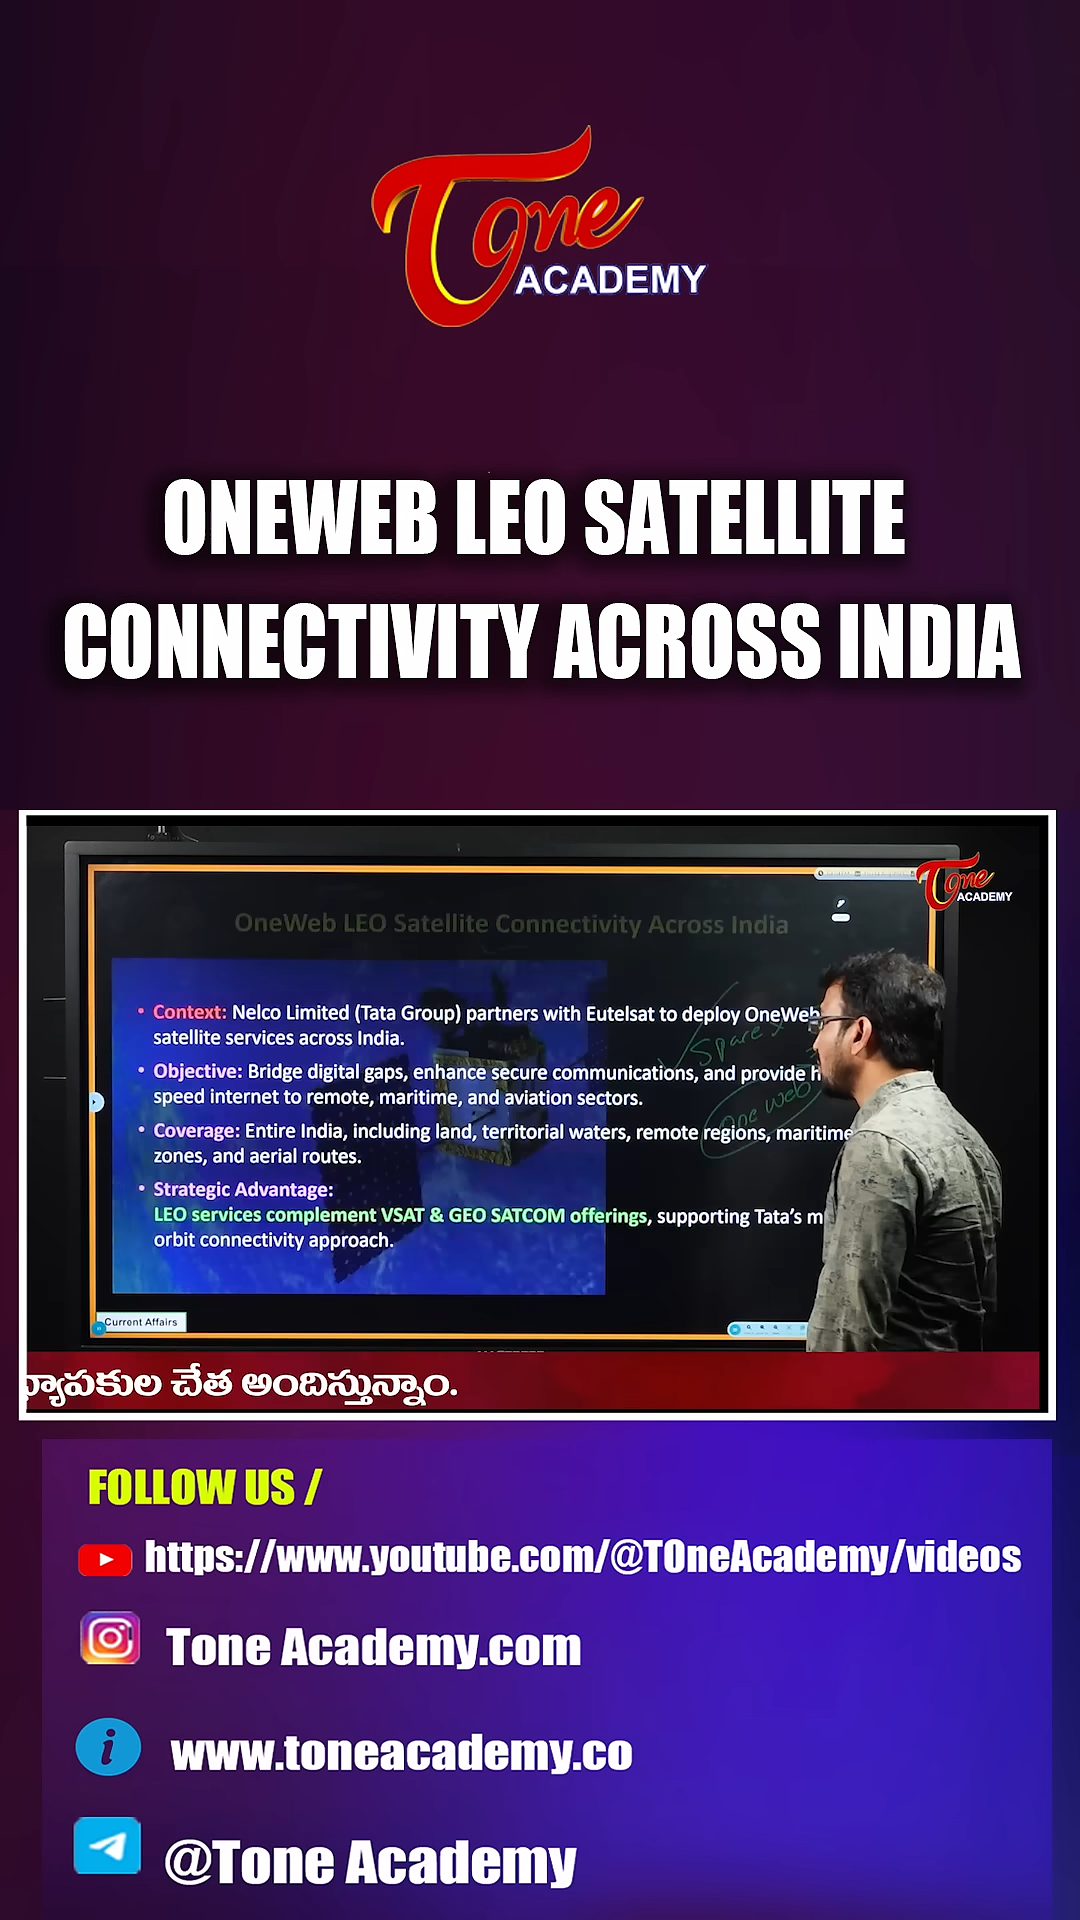 Tone
ACADEMY
ONEWEB LEO SATELLITE
CONNECTIVITY ACROSS INDIA
Tone
ACADEMY
OneWeb LEO Satellite Connectivity Across India
• Context: Nelco Limited (Tata Group) partners with Eutelsat to deploy OneWeb
satellite services across India.
• Objective: Bridge digital gaps, enhance secure communications, and provide h
speed internet to remote, maritime, and aviation sectors.
• Coverage: Entire India, including land, territorial waters, remote regions, maritime
zones, and aerial routes.
• Strategic Advantage:
LEO services complement VSAT & GEO SATCOM offerings, supporting Tata's m
orbit connectivity approach.
one web
Current Affairs
చేత అందిస్తున్నాం.
FOLLOW US /
https://www.youtube.com/@TOneAcademy/videos
Tone Academy.com
www.toneacademy.co
@Tone Academy